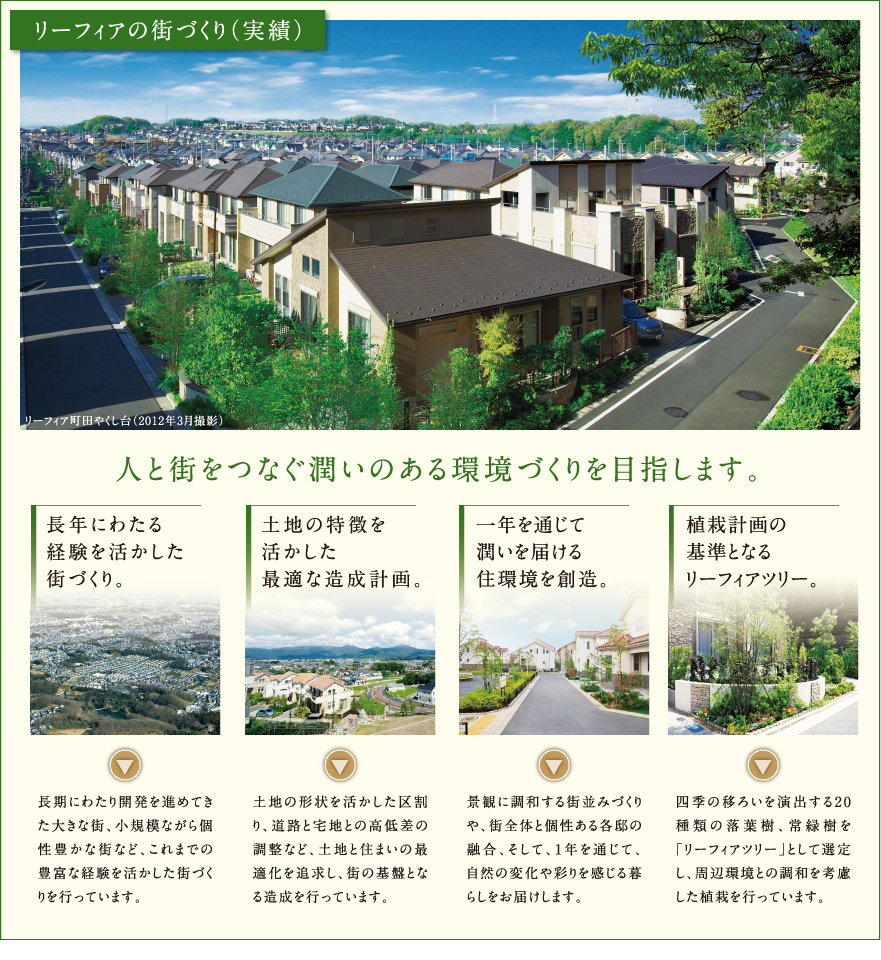 リーフィアの街づくり（実績）
リーフィア町田やくし台（2012年3月撮影）
人と街をつなぐ潤いのある環境づくりを目指します。
長年にわたる
経験を活かした
街づくり。
土地の特徴を
活かした
最適な造成計画。
一年を通じて
潤いを届ける
住環境を創造。
植栽計画の
基準となる
リーフィアツリー。
長期にわたり開発を進めてき
た大きな街、小規模ながら個
性豊かな街など、これまでの
豊富な経験を活かした街づく
りを行っています。
土地の形状を活かした区割
り、道路と宅地との高低差の
調整など、土地と住まいの最
適化を追求し、街の基盤とな
る造成を行っています。
景観に調和する街並みづくり
や、街全体と個性ある各邸の
融合、そして、1年を通じて、
自然の変化や彩りを感じる暮
らしをお届けします。
四季の移ろいを演出する20
種類の落葉樹、常緑樹を
「リーフィアツリー」として選定
し、周辺環境との調和を考慮
した植栽を行っています。